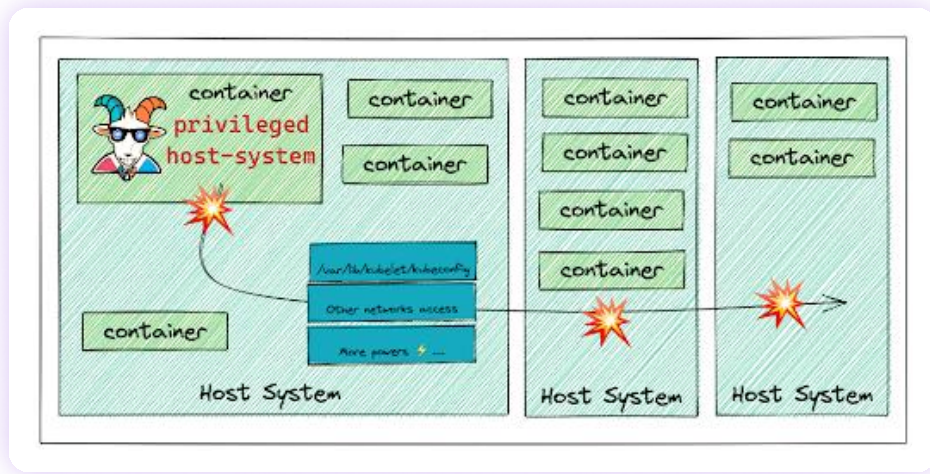 container
privileged
host-system
container
container
/var/lib/kubelet/kubeconfig
Other networks access
More powers ⚡ ...
container
Host System
container
container
container
container
Host System
container
container
Host System